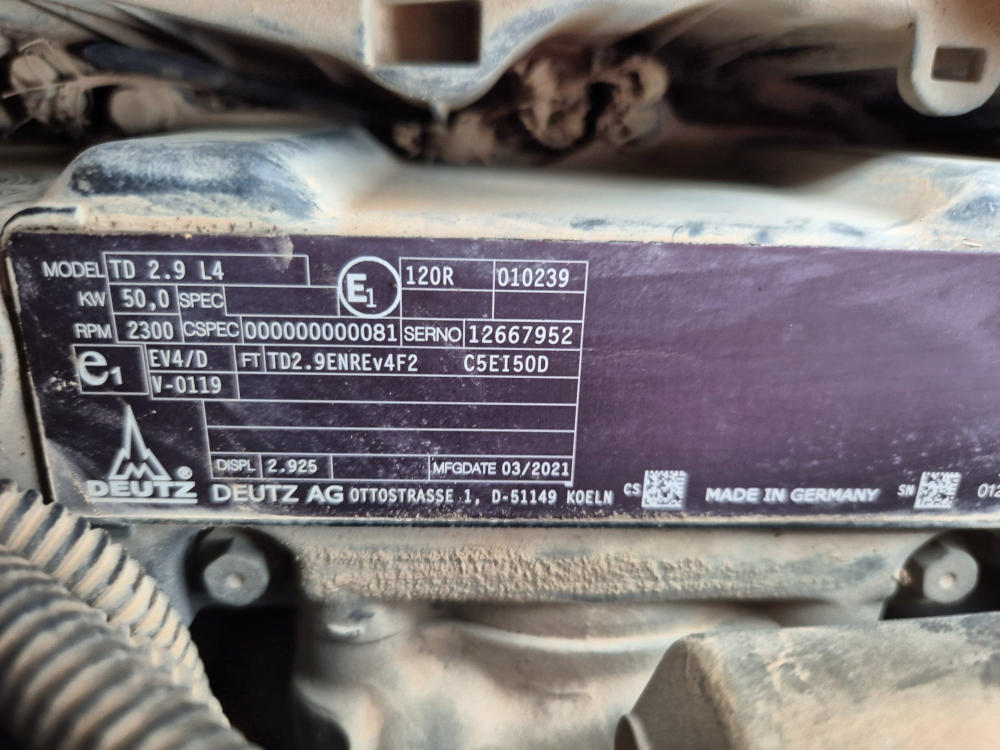 MODEL TD 2.9 L4 E1 120R 010239
KW 50,0 SPEC
RPM 2300 CSPEC 000000000081 SERNO 12667952
e1 EV4/D FT TD2.9ENREv4F2 C5EI50D
V-0119
DISPL 2.925 MFGDATE 03/2021
DEUTZ® DEUTZ AG OTTOSTRASSE 1, D-51149 KOELN CS MADE IN GERMANY SN 012